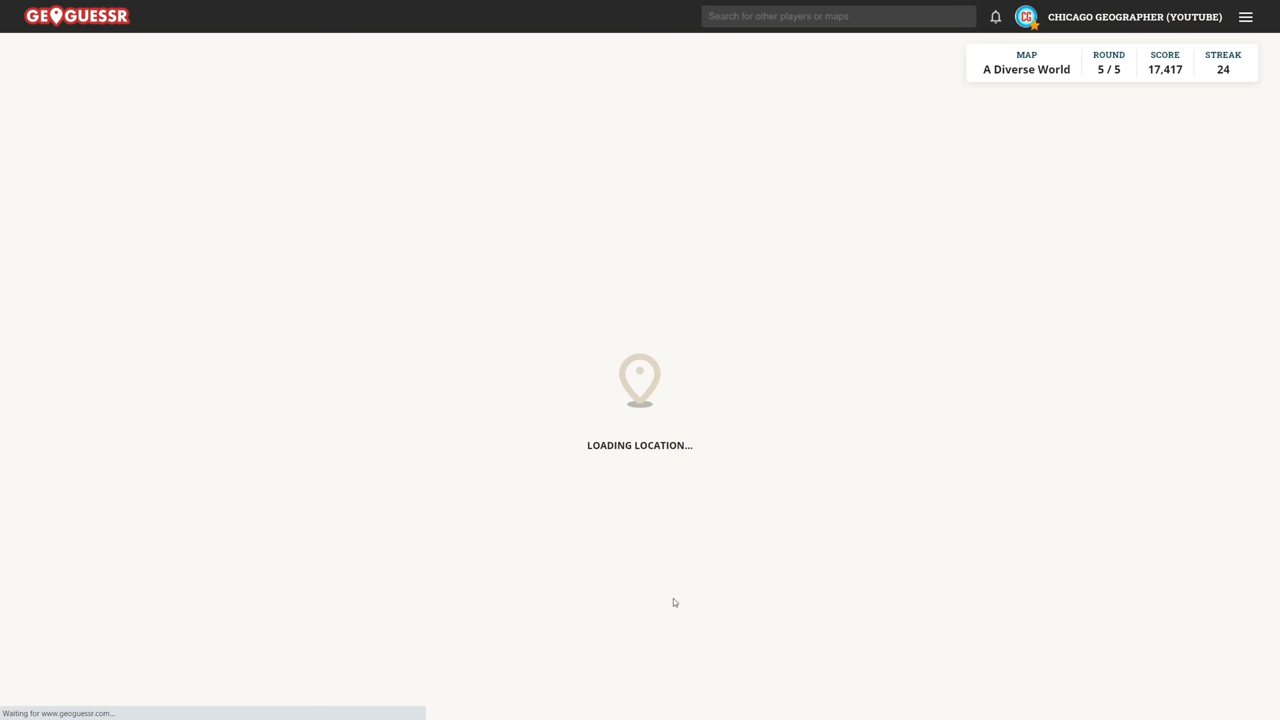 GEOGUESSR
Search for other players or maps
CG
CHICAGO GEOGRAPHER (YOUTUBE)
MAP ROUND SCORE STREAK
A Diverse World 5 / 5 17,417 24
LOADING LOCATION...
Waiting for www.geoguessr.com...